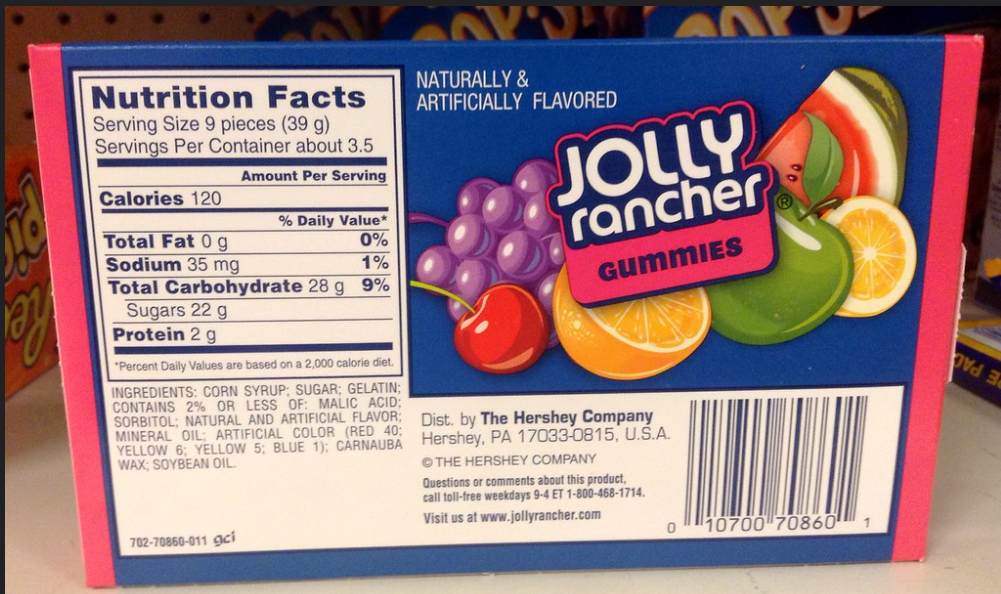 Nutrition Facts
Serving Size 9 pieces (39 g)
Servings Per Container about 3.5
Amount Per Serving
Calories 120
% Daily Value*
Total Fat 0 g 0%
Sodium 35 mg 1%
Total Carbohydrate 28 g 9%
Sugars 22 g
Protein 2 g
*Percent Daily Values are based on a 2,000 calorie diet.
INGREDIENTS: CORN SYRUP; SUGAR; GELATIN;
CONTAINS 2% OR LESS OF: MALIC ACID;
SORBITOL; NATURAL AND ARTIFICIAL FLAVOR;
MINERAL OIL; ARTIFICIAL COLOR (RED 40;
YELLOW 6; YELLOW 5; BLUE 1); CARNAUBA
WAX; SOYBEAN OIL.
702-70860-011 gci
NATURALLY &
ARTIFICIALLY FLAVORED
JOLLY
rancher®
GUMMIES
Dist. by The Hershey Company
Hershey, PA 17033-0815, U.S.A.
© THE HERSHEY COMPANY
Questions or comments about this product,
call toll-free weekdays 9-4 ET 1-800-468-1714.
Visit us at www.jollyrancher.com
0 10700 70860 1